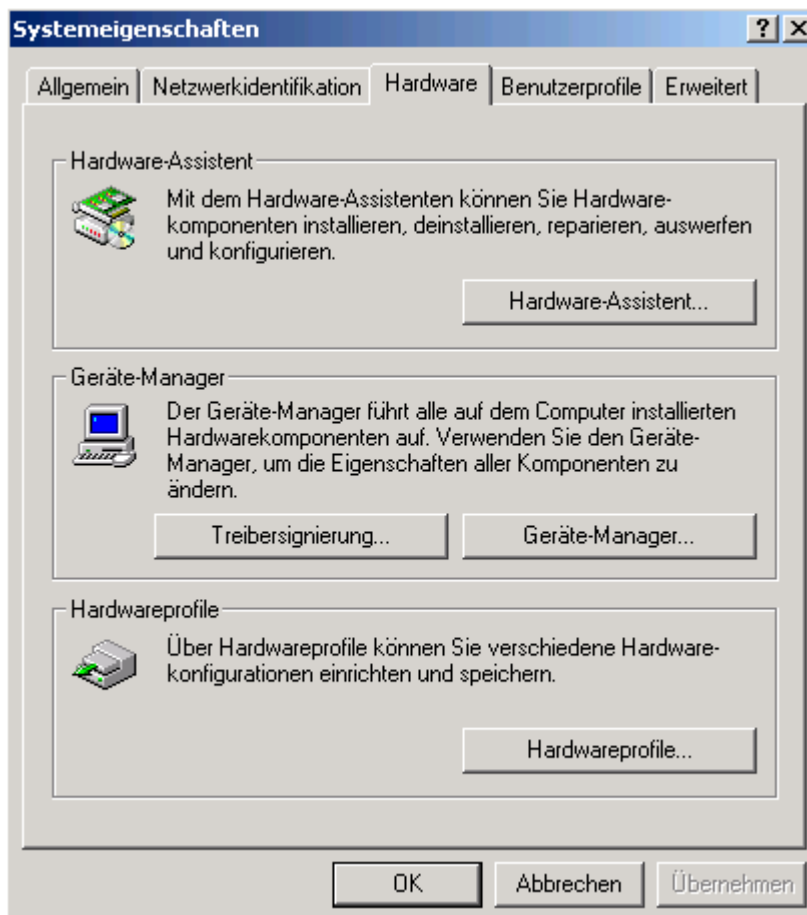 Systemeigenschaften
Allgemein Netzwerkidentifikation Hardware Benutzerprofile Erweitert
Hardware-Assistent
Mit dem Hardware-Assistenten können Sie Hardware-
komponenten installieren, deinstallieren, reparieren, auswerfen
und konfigurieren.
Hardware-Assistent...
Geräte-Manager
Der Geräte-Manager führt alle auf dem Computer installierten
Hardwarekomponenten auf. Verwenden Sie den Geräte-
Manager, um die Eigenschaften aller Komponenten zu
ändern.
Treibersignierung... Geräte-Manager...
Hardwareprofile
Über Hardwareprofile können Sie verschiedene Hardware-
konfigurationen einrichten und speichern.
Hardwareprofile...
OK Abbrechen Übernehmen